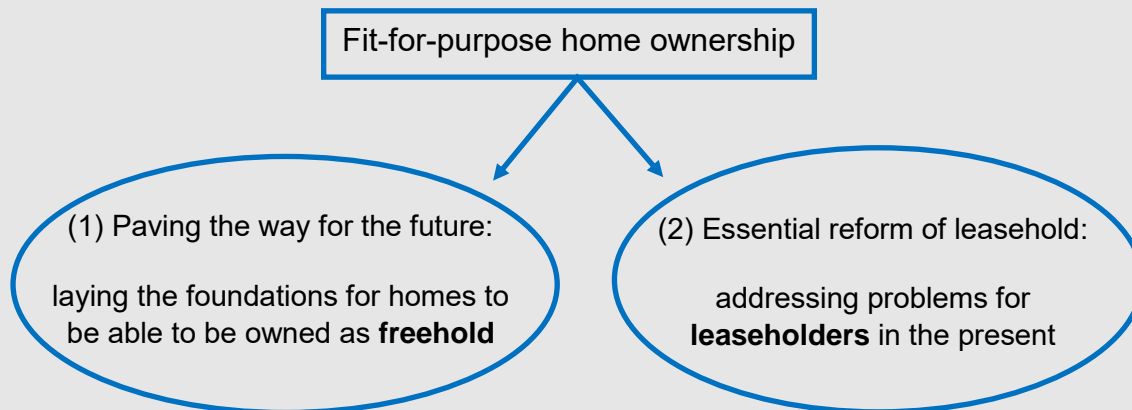 Fit-for-purpose home ownership
(1) Paving the way for the future:
laying the foundations for homes to
be able to be owned as freehold
(2) Essential reform of leasehold:
addressing problems for
leaseholders in the present